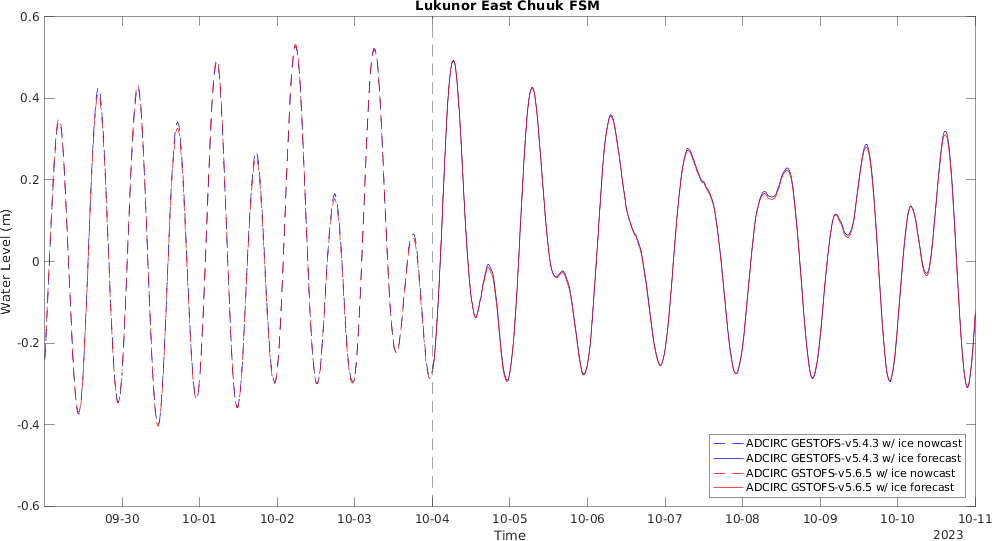 Lukunor East Chuuk FSM
0.6
0.4
0.2
0
-0.2
-0.4
-0.6
Water Level (m)
ADCIRC GESTOFS-v5.4.3 w/ ice nowcast
ADCIRC GESTOFS-v5.4.3 w/ ice forecast
ADCIRC GSTOFS-v5.6.5 w/ ice nowcast
ADCIRC GSTOFS-v5.6.5 w/ ice forecast
09-30 10-01 10-02 10-03 10-04 10-05 10-06 10-07 10-08 10-09 10-10 10-11
Time
2023